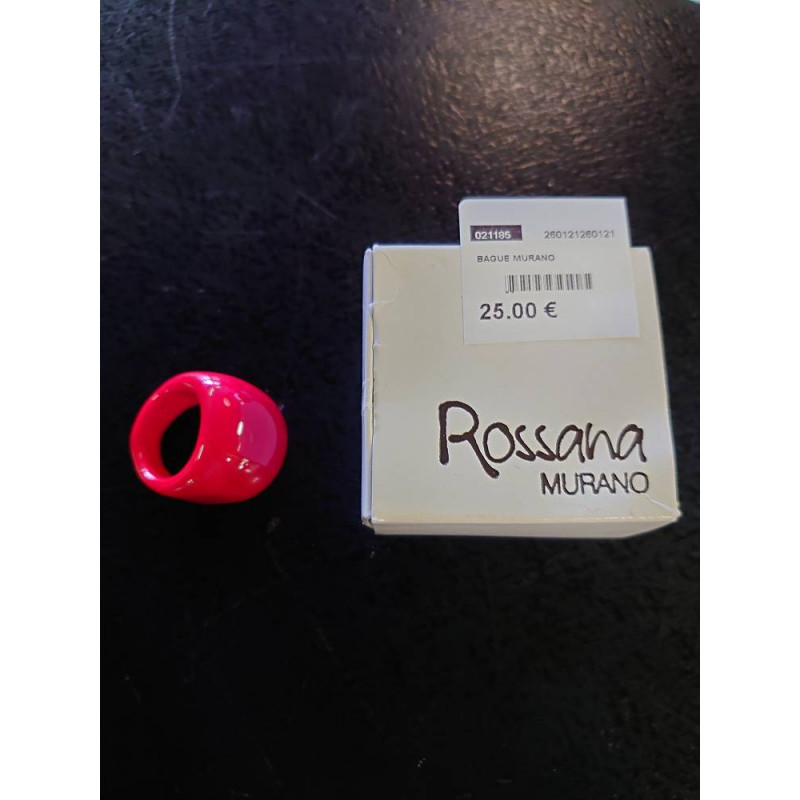 021185 260121260121
BAGUE MURANO
25.00 €
Rossana
MURANO